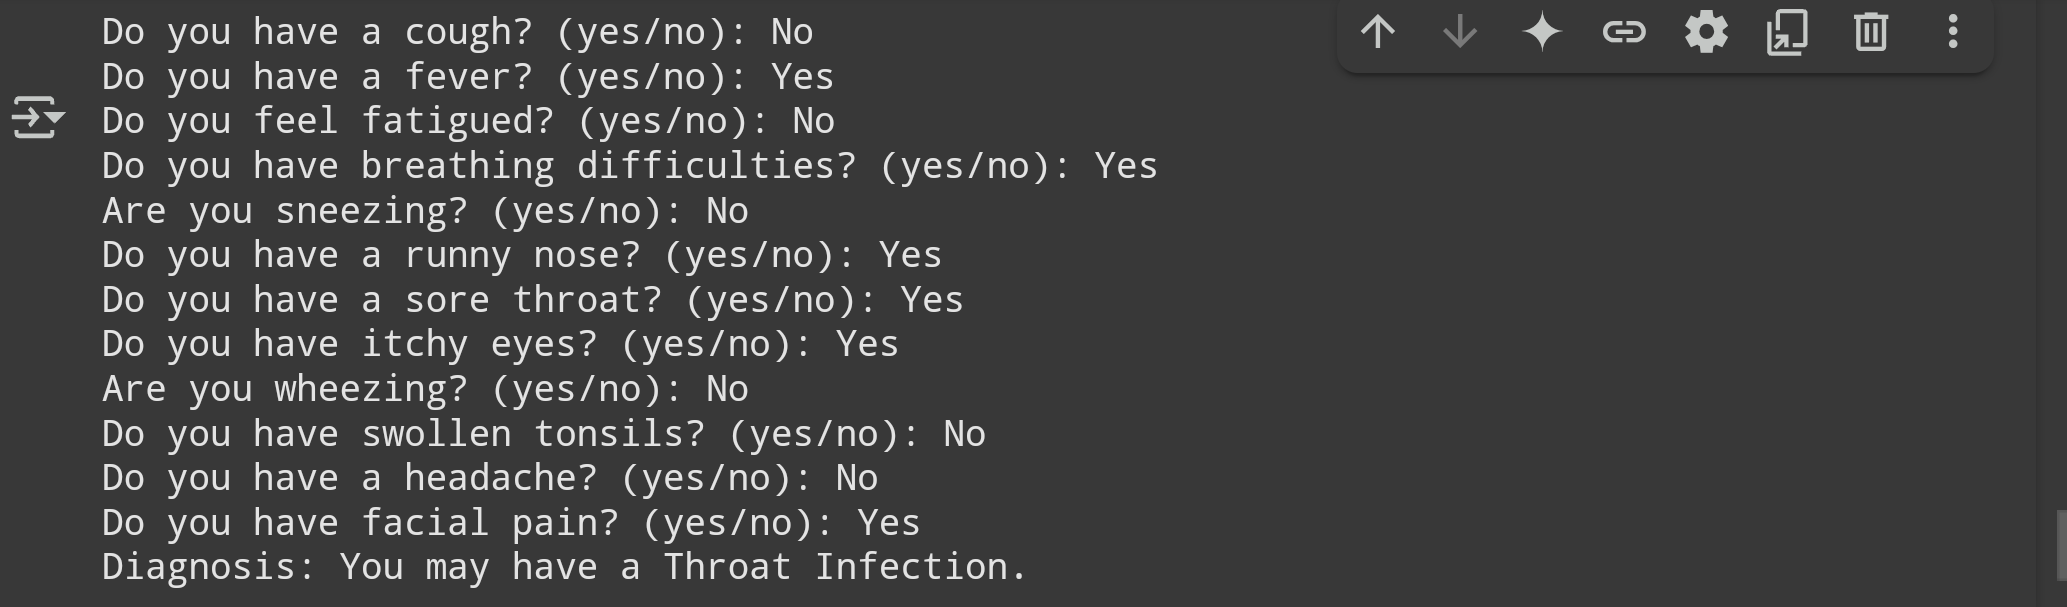 Do you have a cough? (yes/no): No
Do you have a fever? (yes/no): Yes
Do you feel fatigued? (yes/no): No
Do you have breathing difficulties? (yes/no): Yes
Are you sneezing? (yes/no): No
Do you have a runny nose? (yes/no): Yes
Do you have a sore throat? (yes/no): Yes
Do you have itchy eyes? (yes/no): Yes
Are you wheezing? (yes/no): No
Do you have swollen tonsils? (yes/no): No
Do you have a headache? (yes/no): No
Do you have facial pain? (yes/no): Yes
Diagnosis: You may have a Throat Infection.